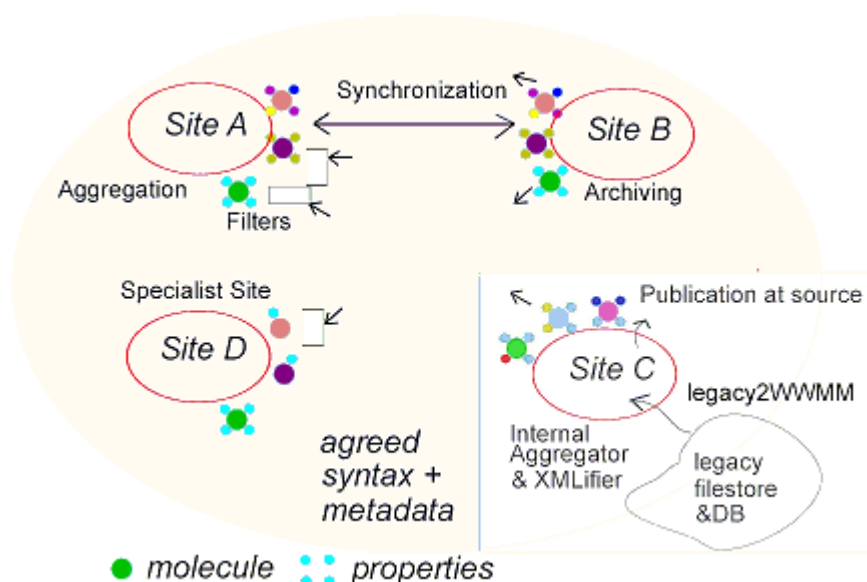 Synchronization
Site A
Site B
Aggregation
Archiving
Filters
Specialist Site
Publication at source
Site D
Site C
legacy2WWMM
Internal
Aggregator
& XMLifier
legacy
filestore
&DB
agreed
syntax +
metadata
molecule
properties